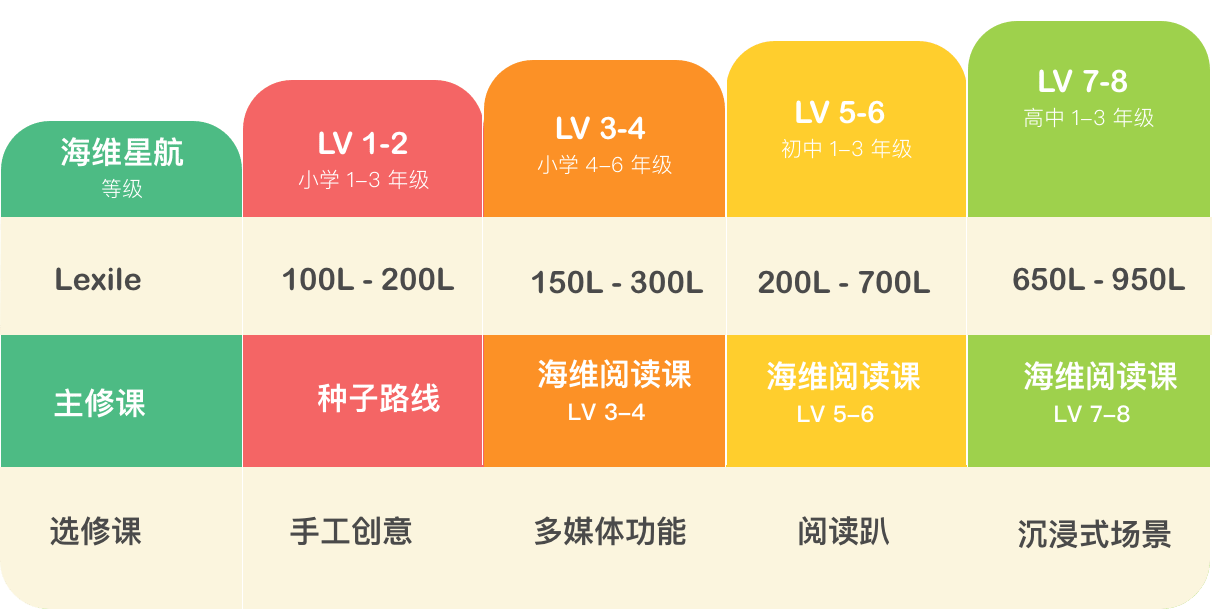 海维星航
等级
LV 1-2
小学 1–3 年级
LV 3-4
小学 4–6 年级
LV 5-6
初中 1–3 年级
LV 7-8
高中 1–3 年级
Lexile
100L - 200L
150L - 300L
200L - 700L
650L - 950L
主修课
种子路线
海维阅读课
LV 3–4
海维阅读课
LV 5–6
海维阅读课
LV 7–8
选修课
手工创意
多媒体功能
阅读趴
沉浸式场景